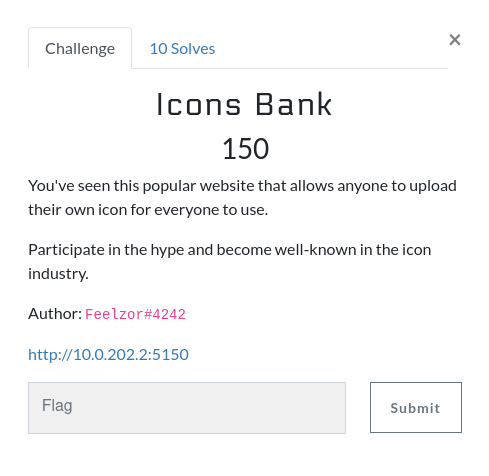 Challenge
10 Solves
×
Icons Bank
150
You've seen this popular website that allows anyone to upload
their own icon for everyone to use.
Participate in the hype and become well-known in the icon
industry.
Author: Feelzor#4242
http://10.0.202.2:5150
Flag
Submit